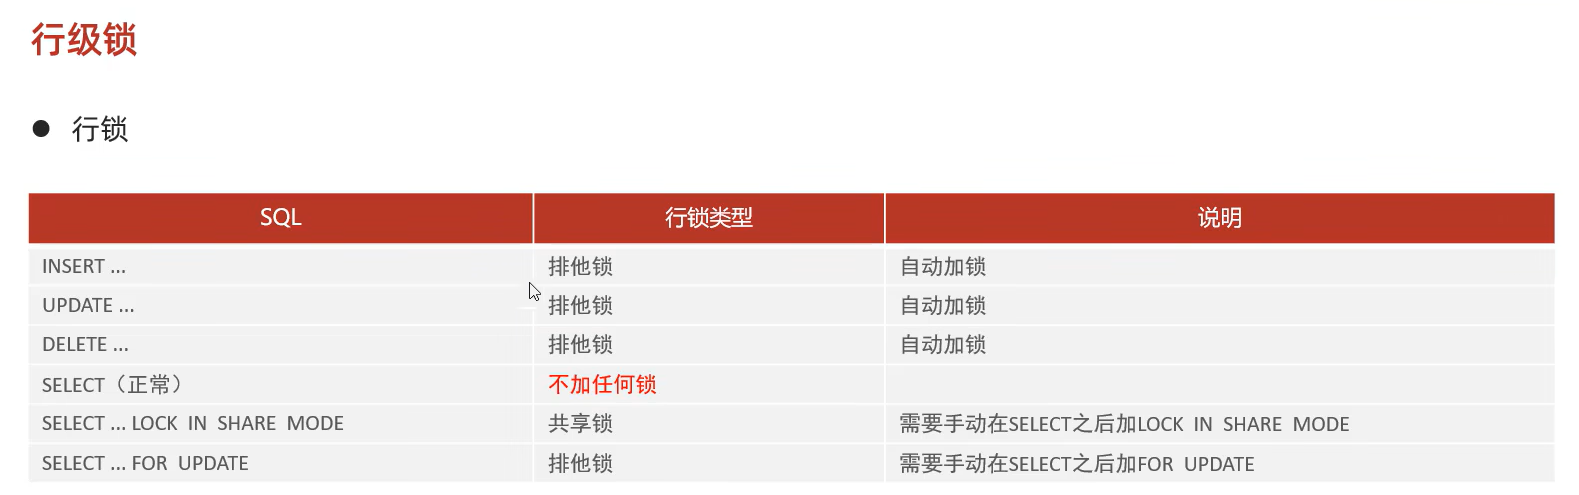 行级锁
● 行锁
SQL 行锁类型 说明
INSERT ... 排他锁 自动加锁
UPDATE ... 排他锁 自动加锁
DELETE ... 排他锁 自动加锁
SELECT（正常） 不加任何锁
SELECT ... LOCK IN SHARE MODE 共享锁 需要手动在SELECT之后加LOCK IN SHARE MODE
SELECT ... FOR UPDATE 排他锁 需要手动在SELECT之后加FOR UPDATE